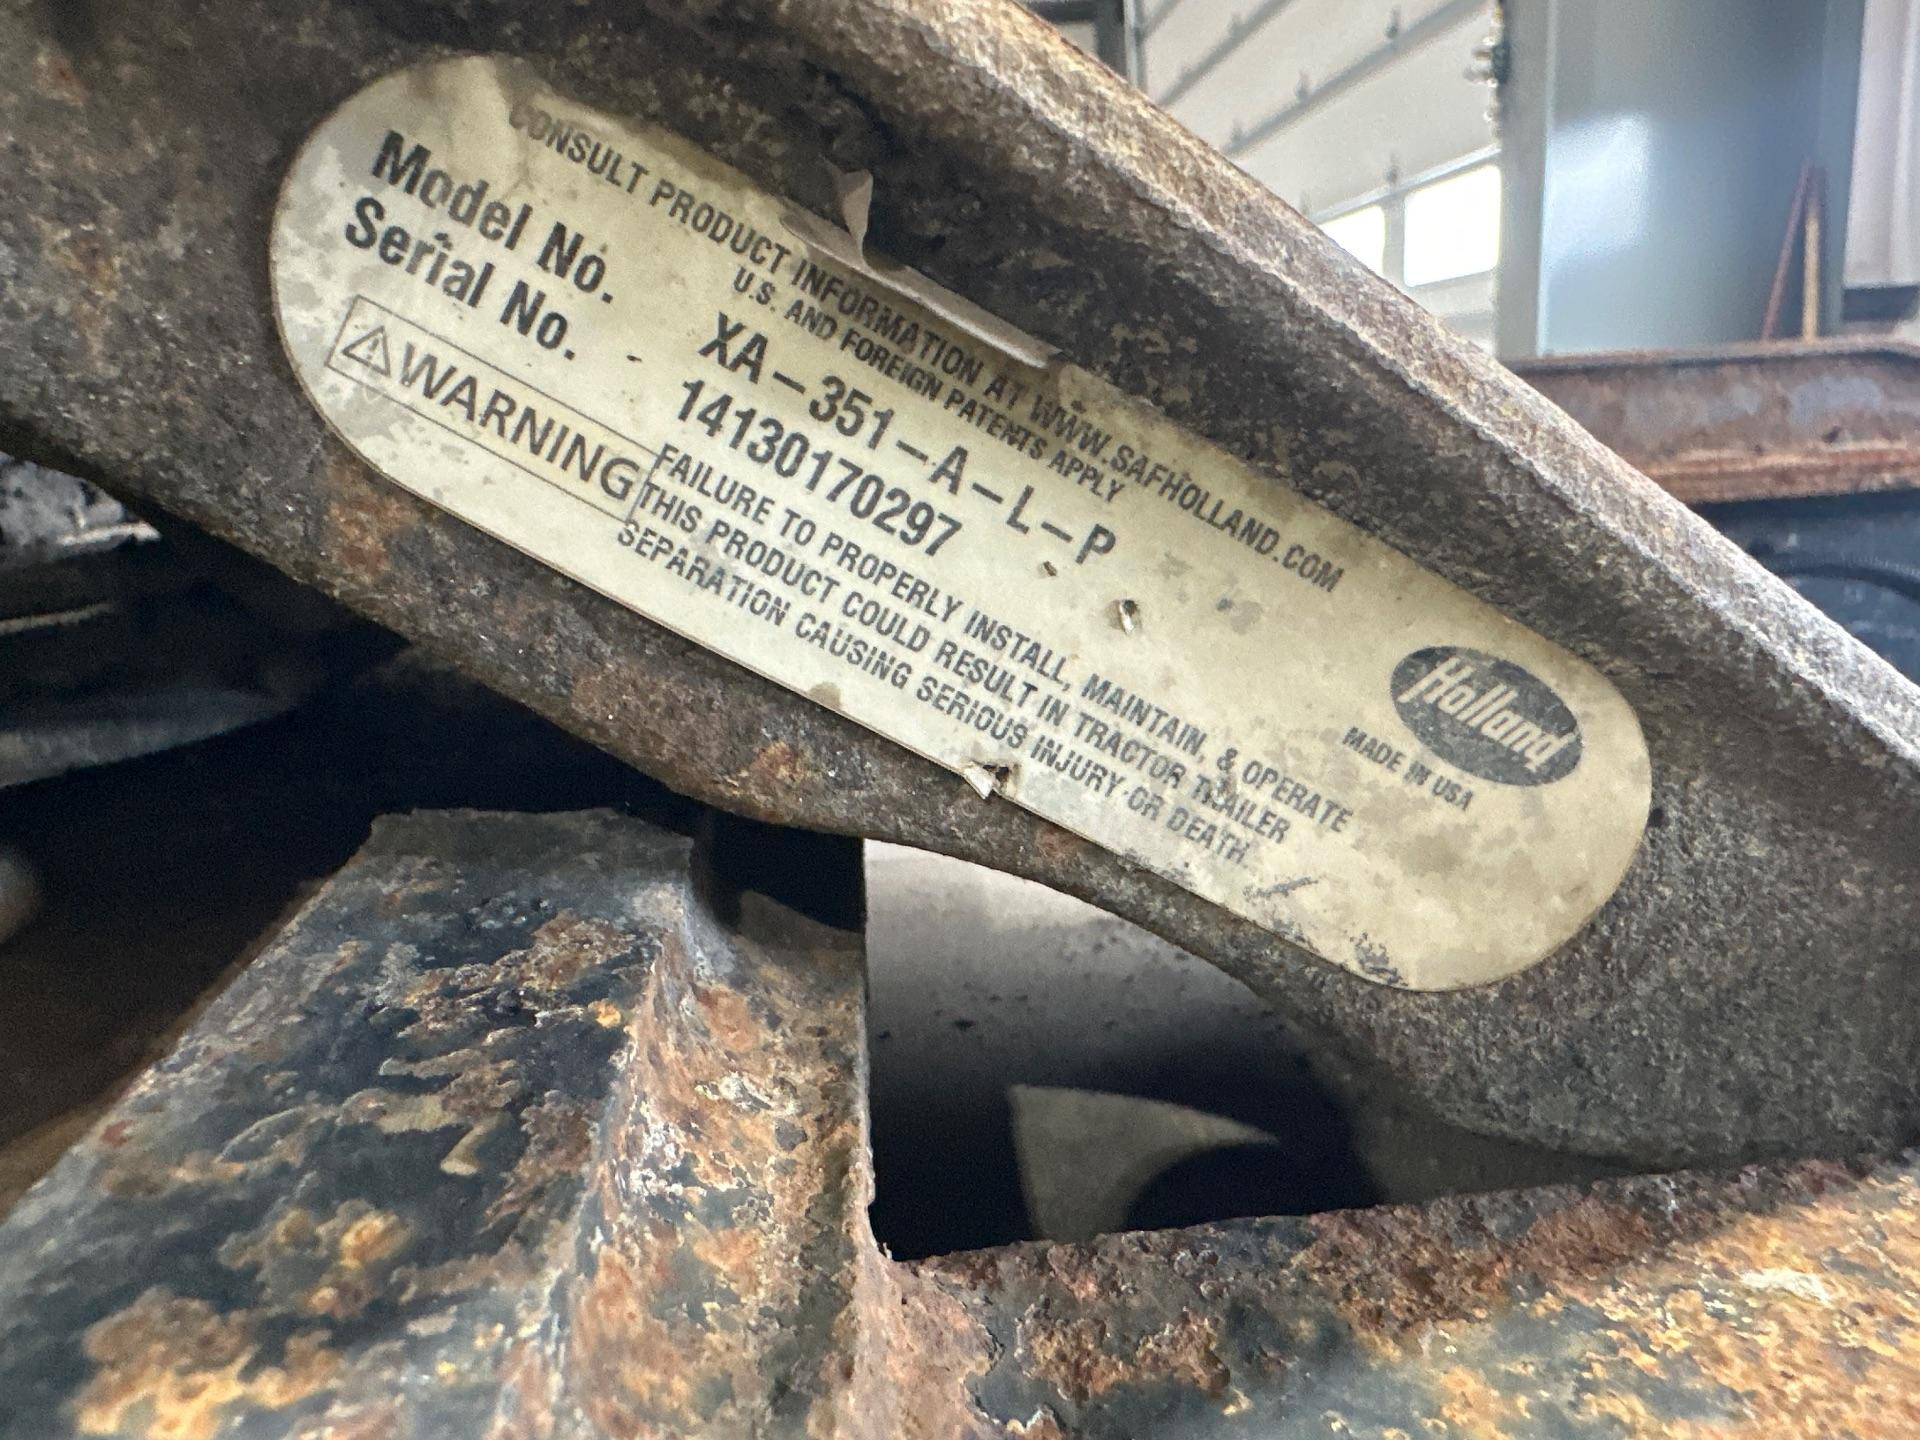 CONSULT PRODUCT INFORMATION AT WWW.SAFHOLLAND.COM
U.S. AND FOREIGN PATENTS APPLY
Model No. XA-351-A-L-P
Serial No. 14130170297
WARNING
FAILURE TO PROPERLY INSTALL, MAINTAIN, & OPERATE
THIS PRODUCT COULD RESULT IN TRACTOR TRAILER
SEPARATION CAUSING SERIOUS INJURY OR DEATH.
Holland
MADE IN USA